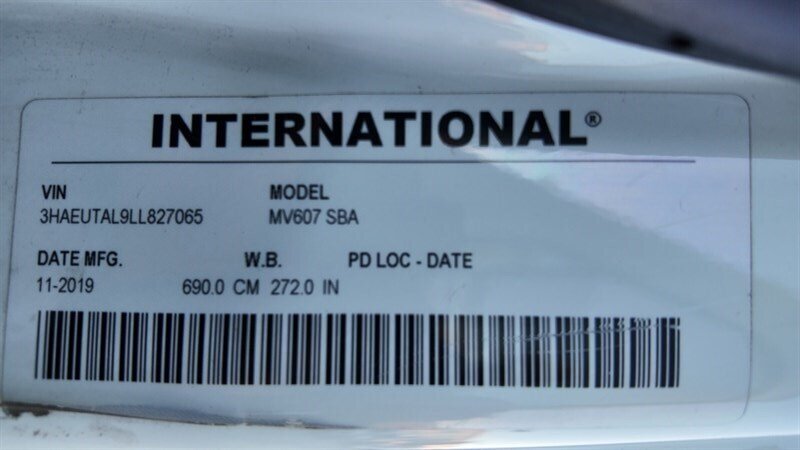 INTERNATIONAL®
VIN MODEL
3HAEUTAL9LL827065 MV607 SBA
DATE MFG. W.B. PD LOC - DATE
11-2019 690.0 CM 272.0 IN